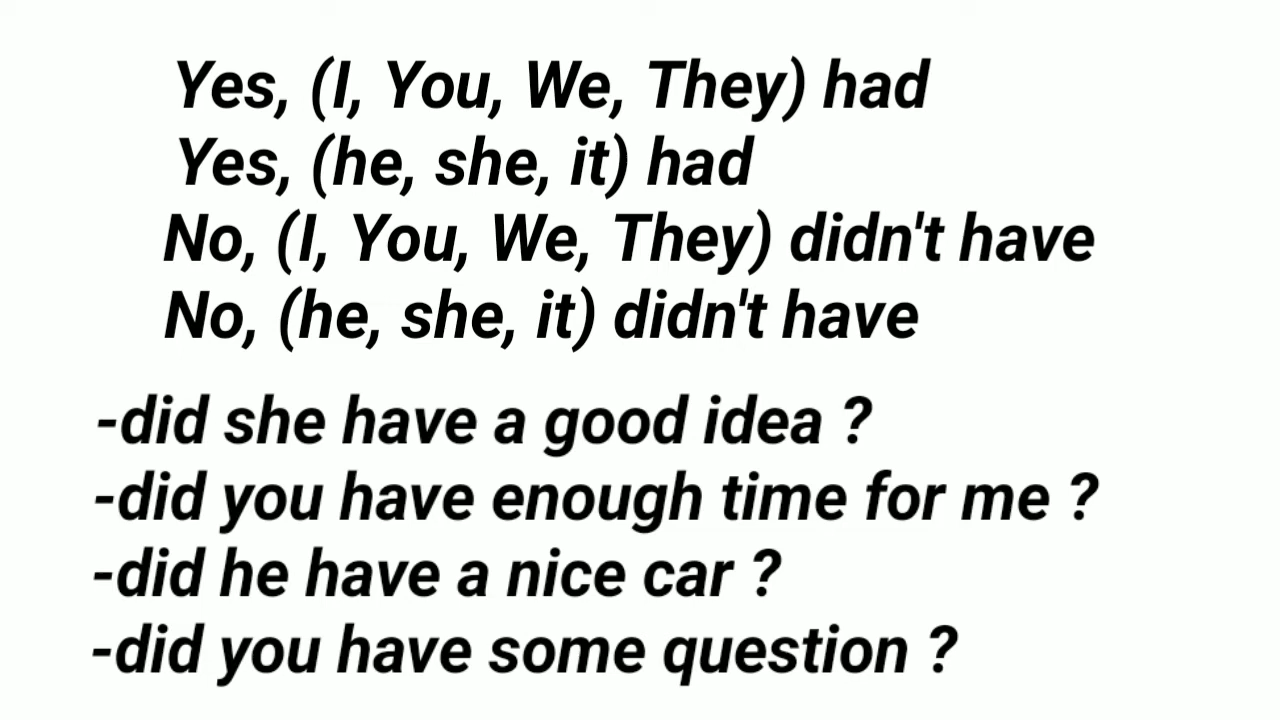 Yes, (I, You, We, They) had
Yes, (he, she, it) had
No, (I, You, We, They) didn't have
No, (he, she, it) didn't have
-did she have a good idea ?
-did you have enough time for me ?
-did he have a nice car ?
-did you have some question ?